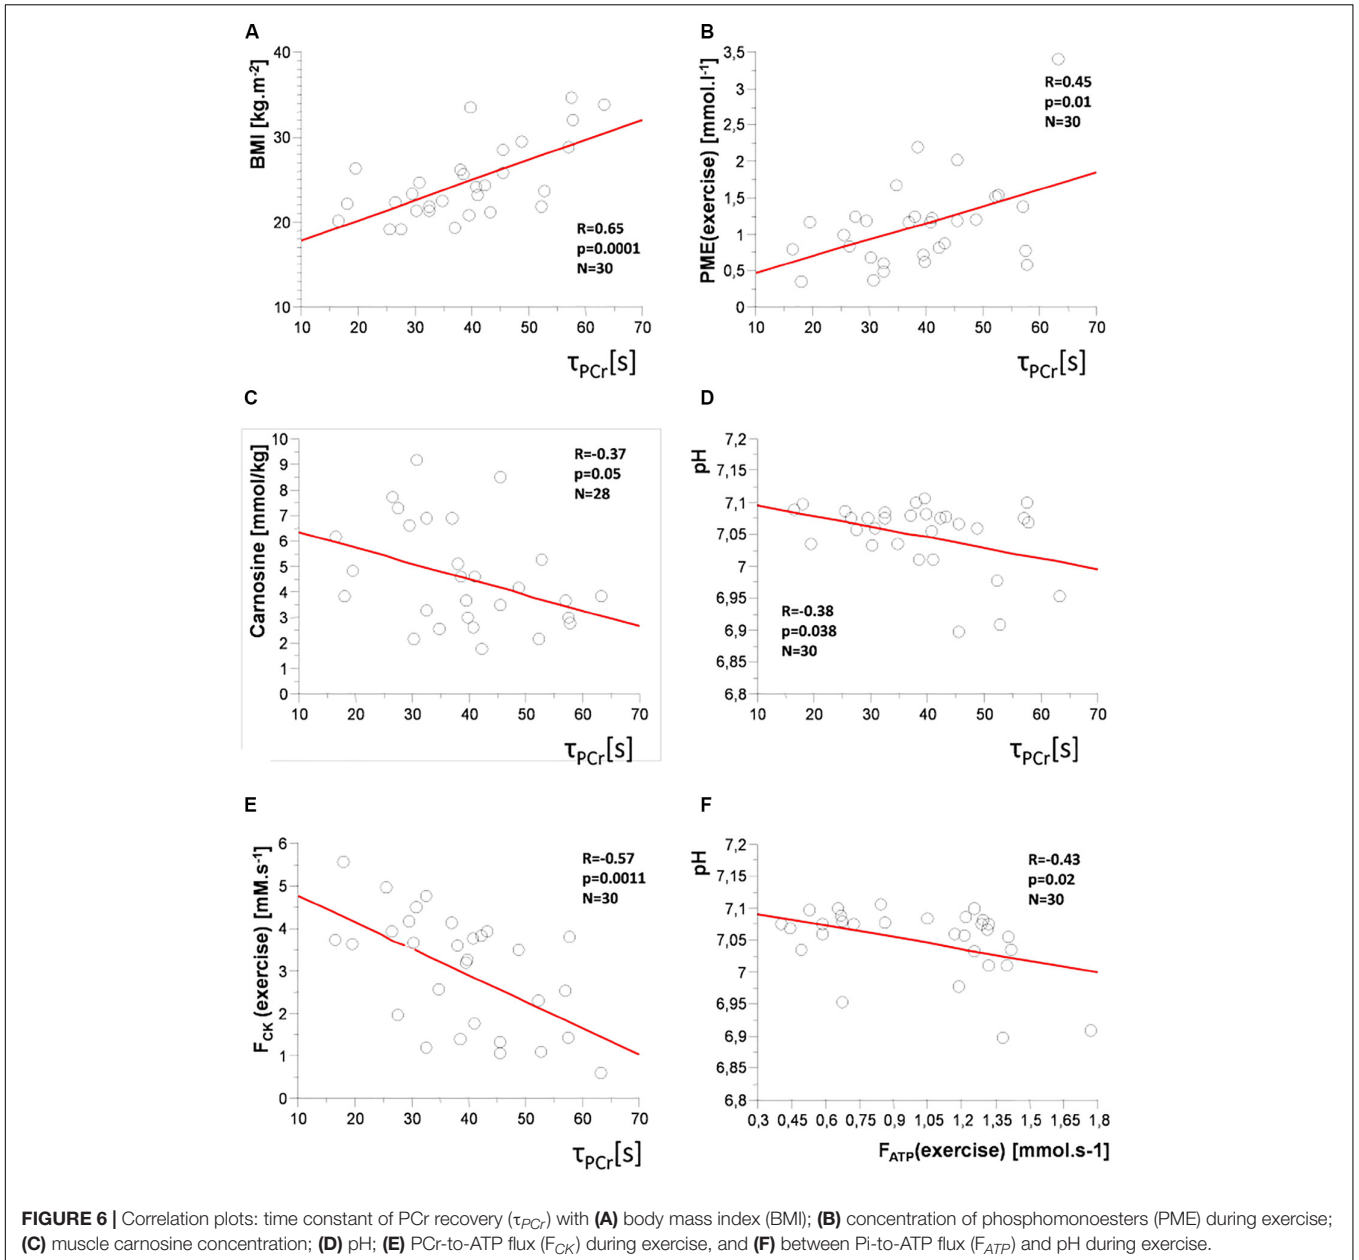 A
BMI [kg.m-2]
40
30
20
10
R=0.65
p=0.0001
N=30
10 20 30 40 50 60 70
τPCr[s]
B
PME(exercise) [mmol.l-1]
3,5
3
2,5
2
1,5
1
0,5
0
R=0.45
p=0.01
N=30
10 20 30 40 50 60 70
τPCr[s]
C
Carnosine [mmol/kg]
10
9
8
7
6
5
4
3
2
1
0
R=-0.37
p=0.05
N=28
10 20 30 40 50 60 70
τPCr[s]
D
pH
7,2
7,15
7,1
7,05
7
6,95
6,9
6,85
6,8
R=-0.38
p=0.038
N=30
10 20 30 40 50 60 70
τPCr[s]
E
FCK (exercise) [mM.s-1]
6
5
4
3
2
1
0
R=-0.57
p=0.0011
N=30
10 20 30 40 50 60 70
τPCr[s]
F
pH
7,2
7,15
7,1
7,05
7
6,95
6,9
6,85
6,8
R=-0.43
p=0.02
N=30
0,3 0,45 0,6 0,75 0,9 1,05 1,2 1,35 1,5 1,65 1,8
FATP(exercise) [mmol.s-1]
FIGURE 6 | Correlation plots: time constant of PCr recovery (τPCr) with (A) body mass index (BMI); (B) concentration of phosphomonoesters (PME) during exercise;
(C) muscle carnosine concentration; (D) pH; (E) PCr-to-ATP flux (FCK) during exercise, and (F) between Pi-to-ATP flux (FATP) and pH during exercise.